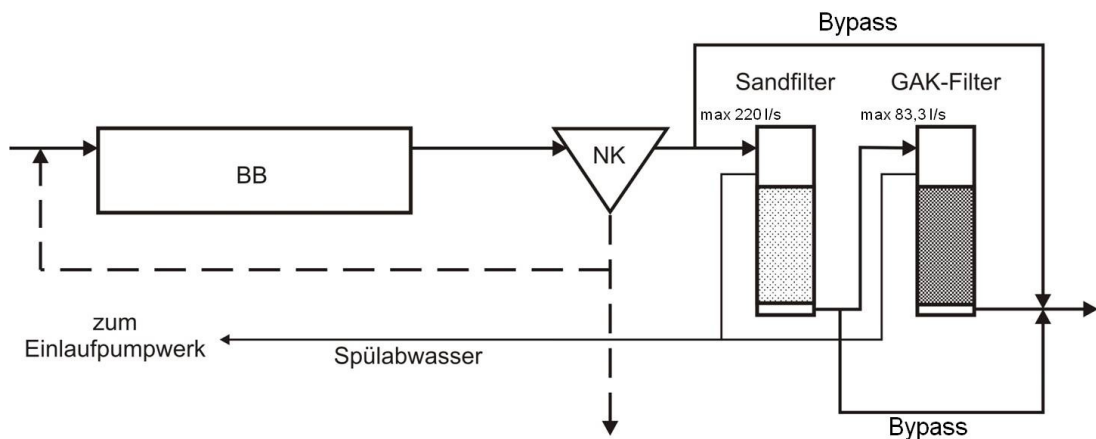 Bypass
Sandfilter
GAK-Filter
max 220 l/s
max 83,3 l/s
BB
NK
zum
Einlaufpumpwerk
Spülabwasser
Bypass